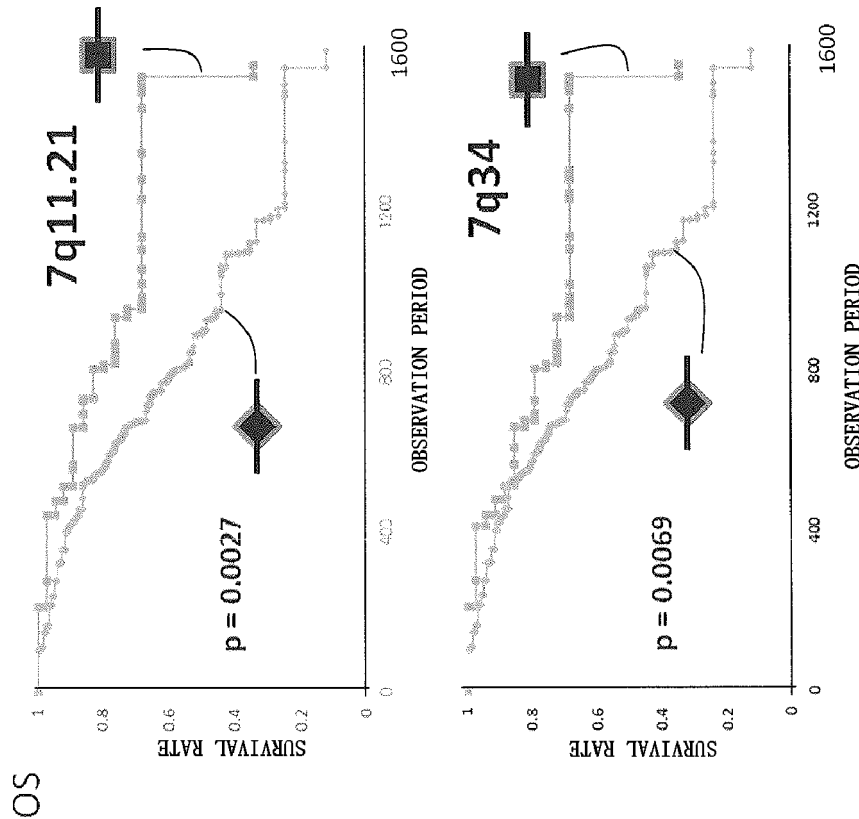 OS
7q11.21
SURVIVAL RATE
1
0.8
0.6
0.4
0.2
0
p = 0.0027
0
400
800
1200
1600
OBSERVATION PERIOD
7q34
SURVIVAL RATE
1
0.8
0.6
0.4
0.2
0
p = 0.0069
0
400
800
1200
1600
OBSERVATION PERIOD